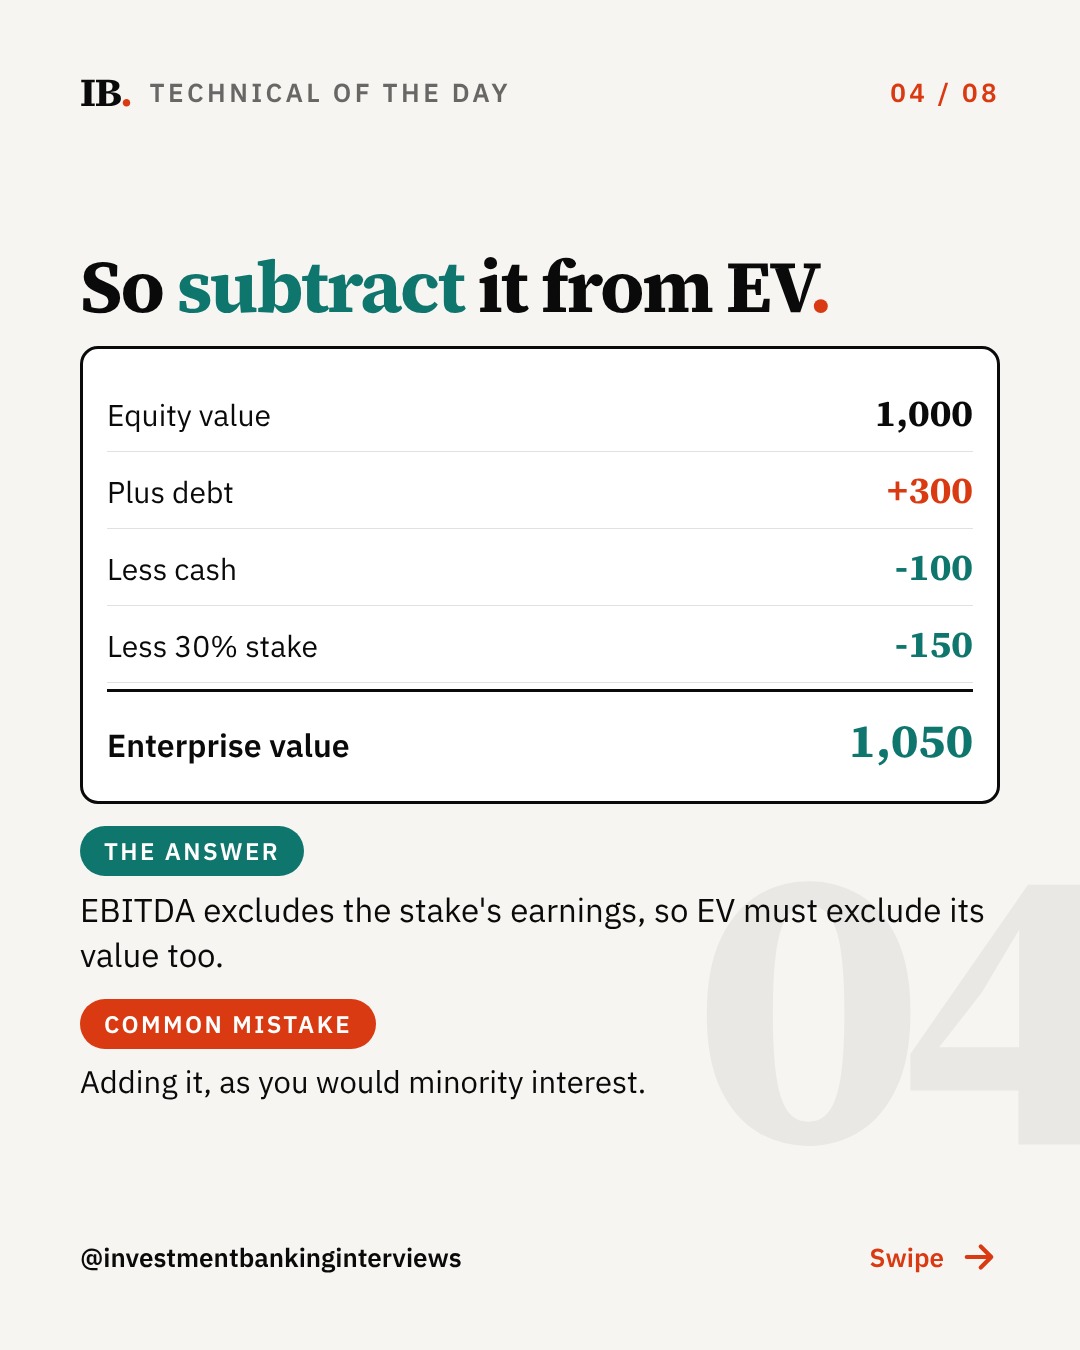 IB. TECHNICAL OF THE DAY 04 / 08
So subtract it from EV.
Equity value 1,000
Plus debt +300
Less cash -100
Less 30% stake -150
Enterprise value 1,050
THE ANSWER
EBITDA excludes the stake's earnings, so EV must exclude its
value too.
COMMON MISTAKE
Adding it, as you would minority interest.
04
@investmentbankinginterviews Swipe →